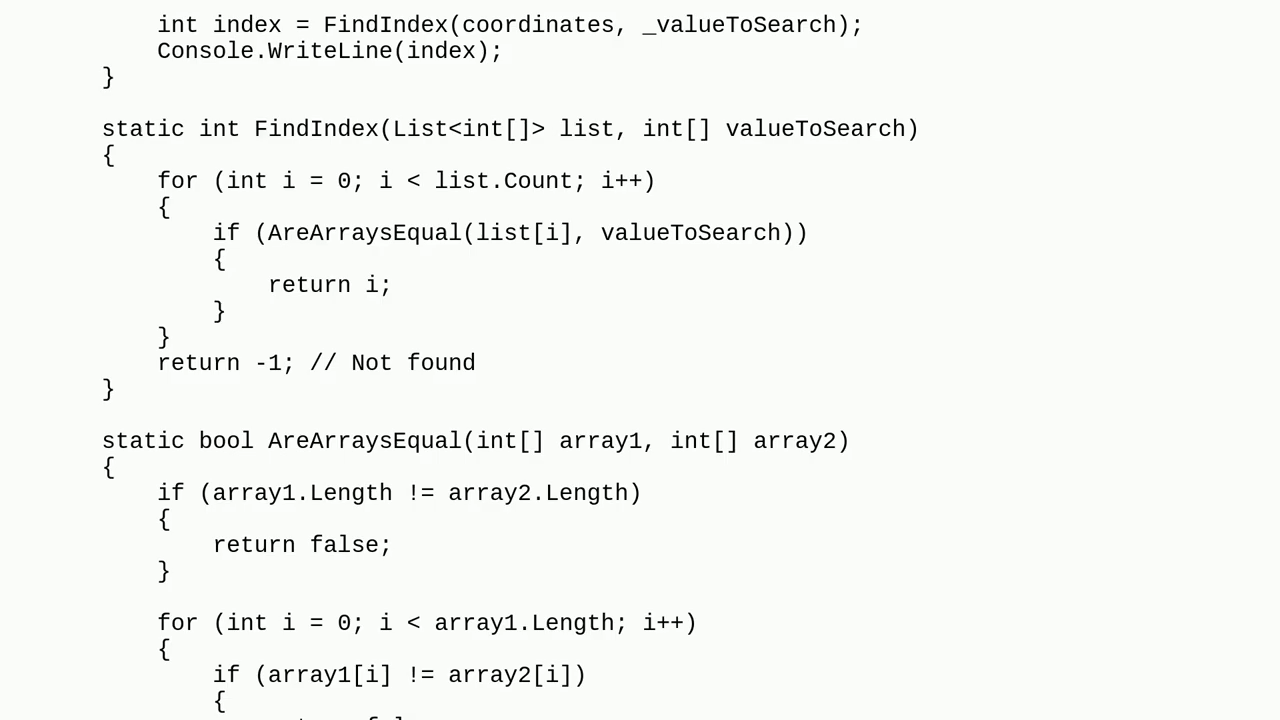 int index = FindIndex(coordinates, _valueToSearch);
Console.WriteLine(index);
}
static int FindIndex(List<int[]> list, int[] valueToSearch)
{
for (int i = 0; i < list.Count; i++)
{
if (AreArraysEqual(list[i], valueToSearch))
{
return i;
}
}
return -1; // Not found
}
static bool AreArraysEqual(int[] array1, int[] array2)
{
if (array1.Length != array2.Length)
{
return false;
}
for (int i = 0; i < array1.Length; i++)
{
if (array1[i] != array2[i])
{